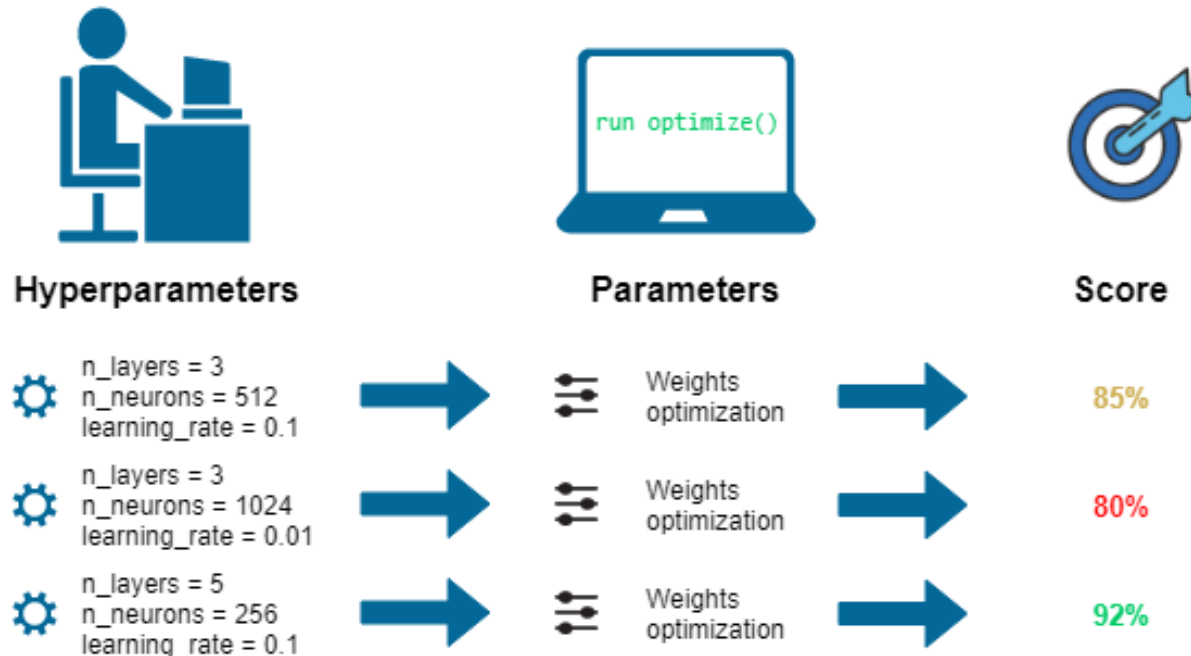 run optimize()
Hyperparameters
Parameters
Score
n_layers = 3
n_neurons = 512
learning_rate = 0.1
Weights
optimization
85%
n_layers = 3
n_neurons = 1024
learning_rate = 0.01
Weights
optimization
80%
n_layers = 5
n_neurons = 256
learning_rate = 0.1
Weights
optimization
92%